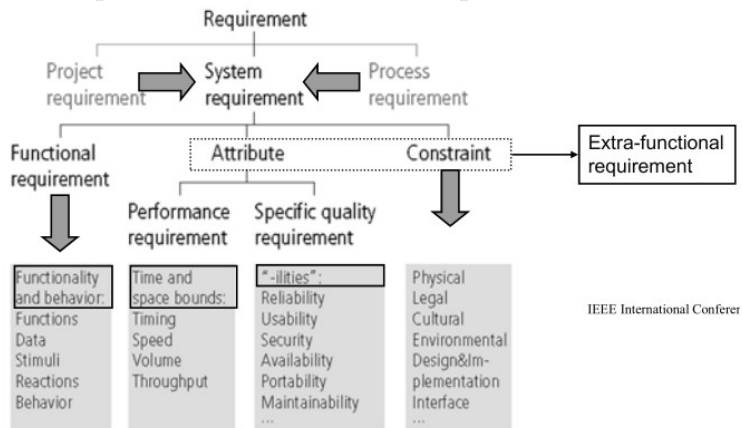 Requirement
Project
requirement
System
requirement
Process
requirement
Functional
requirement
Attribute
Constraint
Extra-functional
requirement
Performance
requirement
Specific quality
requirement
Functionality
and behavior:
Functions
Data
Stimuli
Reactions
Behavior
Time and
space bounds:
Timing
Speed
Volume
Throughput
"-ilities":
Reliability
Usability
Security
Availability
Portability
Maintainability
...
Physical
Legal
Cultural
Environmental
Design&Im-
plementation
Interface
...
IEEE International